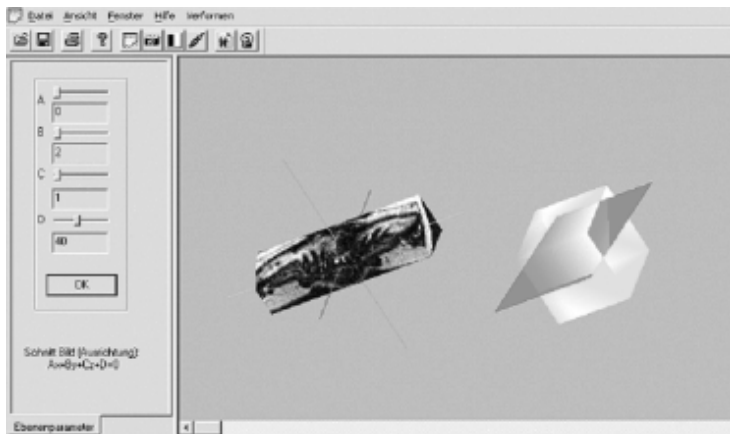 Datei Ansicht Fenster Hilfe Verformen
A
0
B
2
C
1
D
40
OK
Schnitt Bild (Ausrichtung):
Ax+By+Cz+D=0
Ebenenparameter